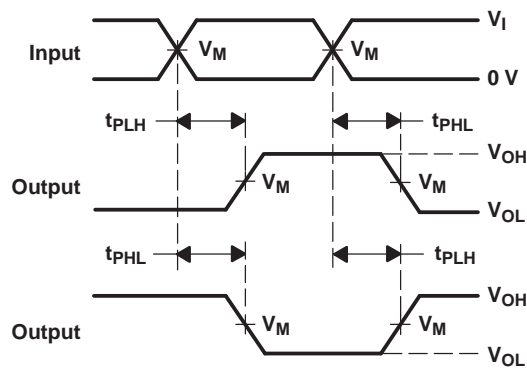 V_I
Input V_M V_M
0 V
t_PLH t_PHL
V_OH
Output V_M V_M
V_OL
t_PHL t_PLH
V_OH
Output V_M V_M
V_OL